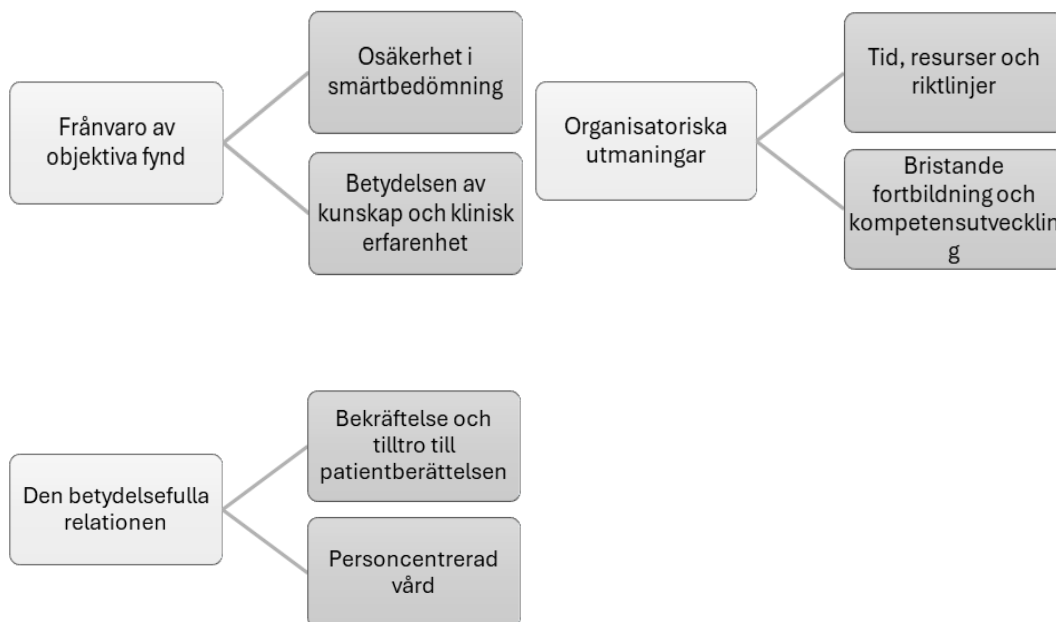 Frånvaro av
objektiva fynd
Osäkerhet i
smärtbedömning
Betydelsen av
kunskap och klinisk
erfarenhet
Organisatoriska
utmaningar
Tid, resurser och
riktlinjer
Bristande
fortbildning och
kompetensutvecklin
g
Den betydelsefulla
relationen
Bekräftelse och
tilltro till
patientberättelsen
Personcentrerad
vård